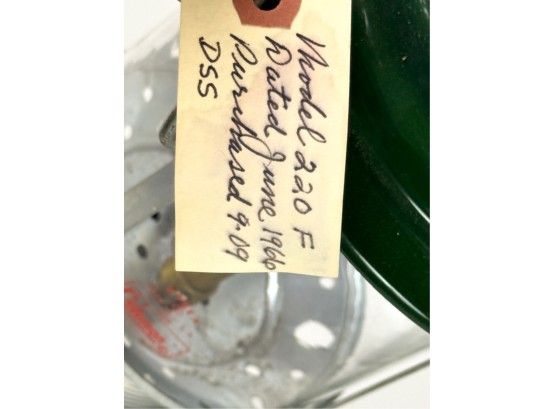 Model 220 F
Dated June 1966
Purchased 9-09
DSS